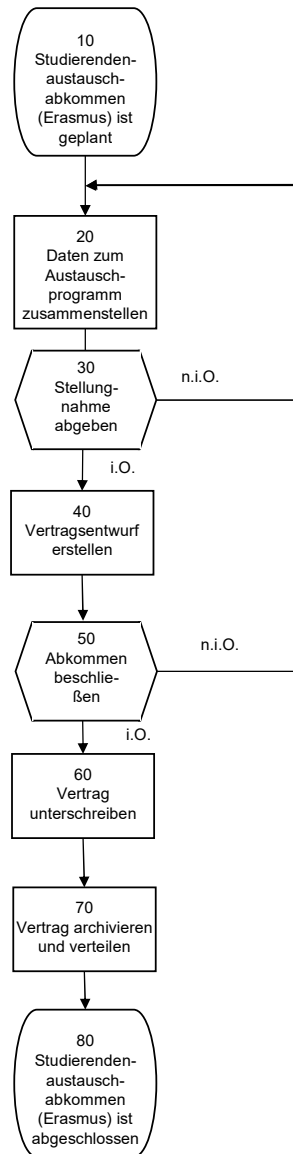 10
Studierenden-
austausch-
abkommen
(Erasmus) ist
geplant
20
Daten zum
Austausch-
programm
zusammenstellen
30
Stellung-
nahme
abgeben
n.i.O.
i.O.
40
Vertragsentwurf
erstellen
50
Abkommen
beschlie-
ßen
n.i.O.
i.O.
60
Vertrag
unterschreiben
70
Vertrag archivieren
und verteilen
80
Studierenden-
austausch-
abkommen
(Erasmus) ist
abgeschlossen